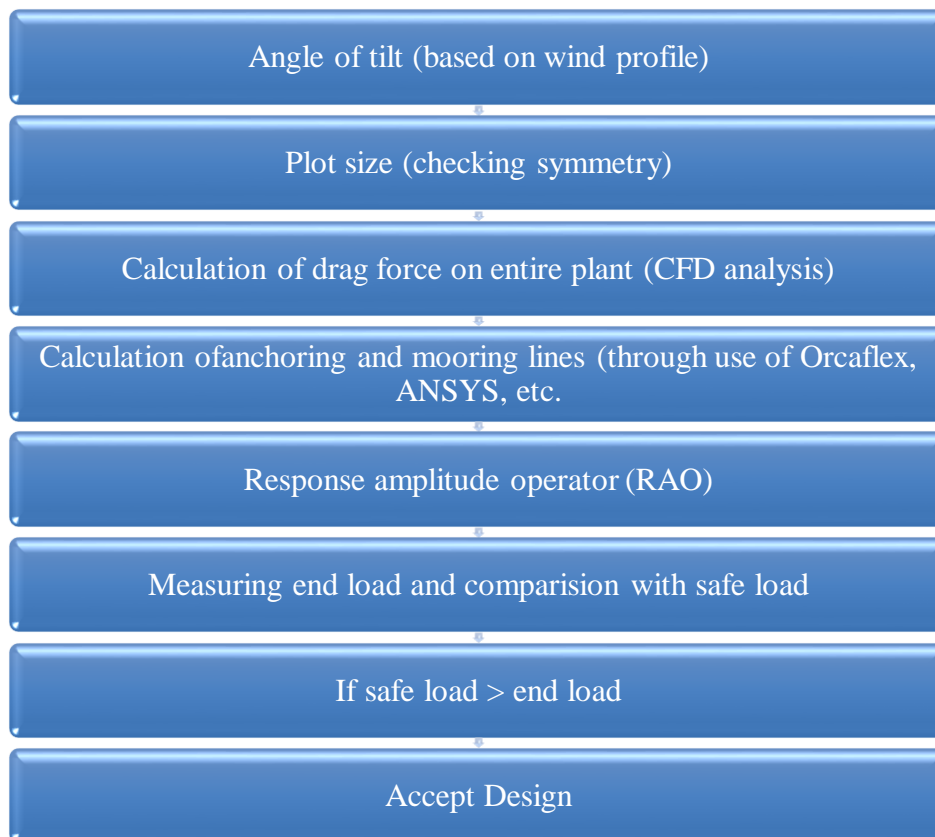 Angle of tilt (based on wind profile)
Plot size (checking symmetry)
Calculation of drag force on entire plant (CFD analysis)
Calculation ofanchoring and mooring lines (through use of Orcaflex,
ANSYS, etc.
Response amplitude operator (RAO)
Measuring end load and comparision with safe load
If safe load > end load
Accept Design